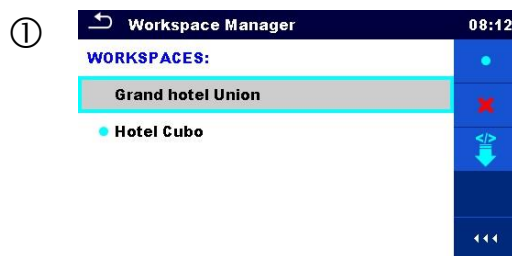 ①
Workspace Manager 08:12
WORKSPACES:
Grand hotel Union
Hotel Cubo
</>